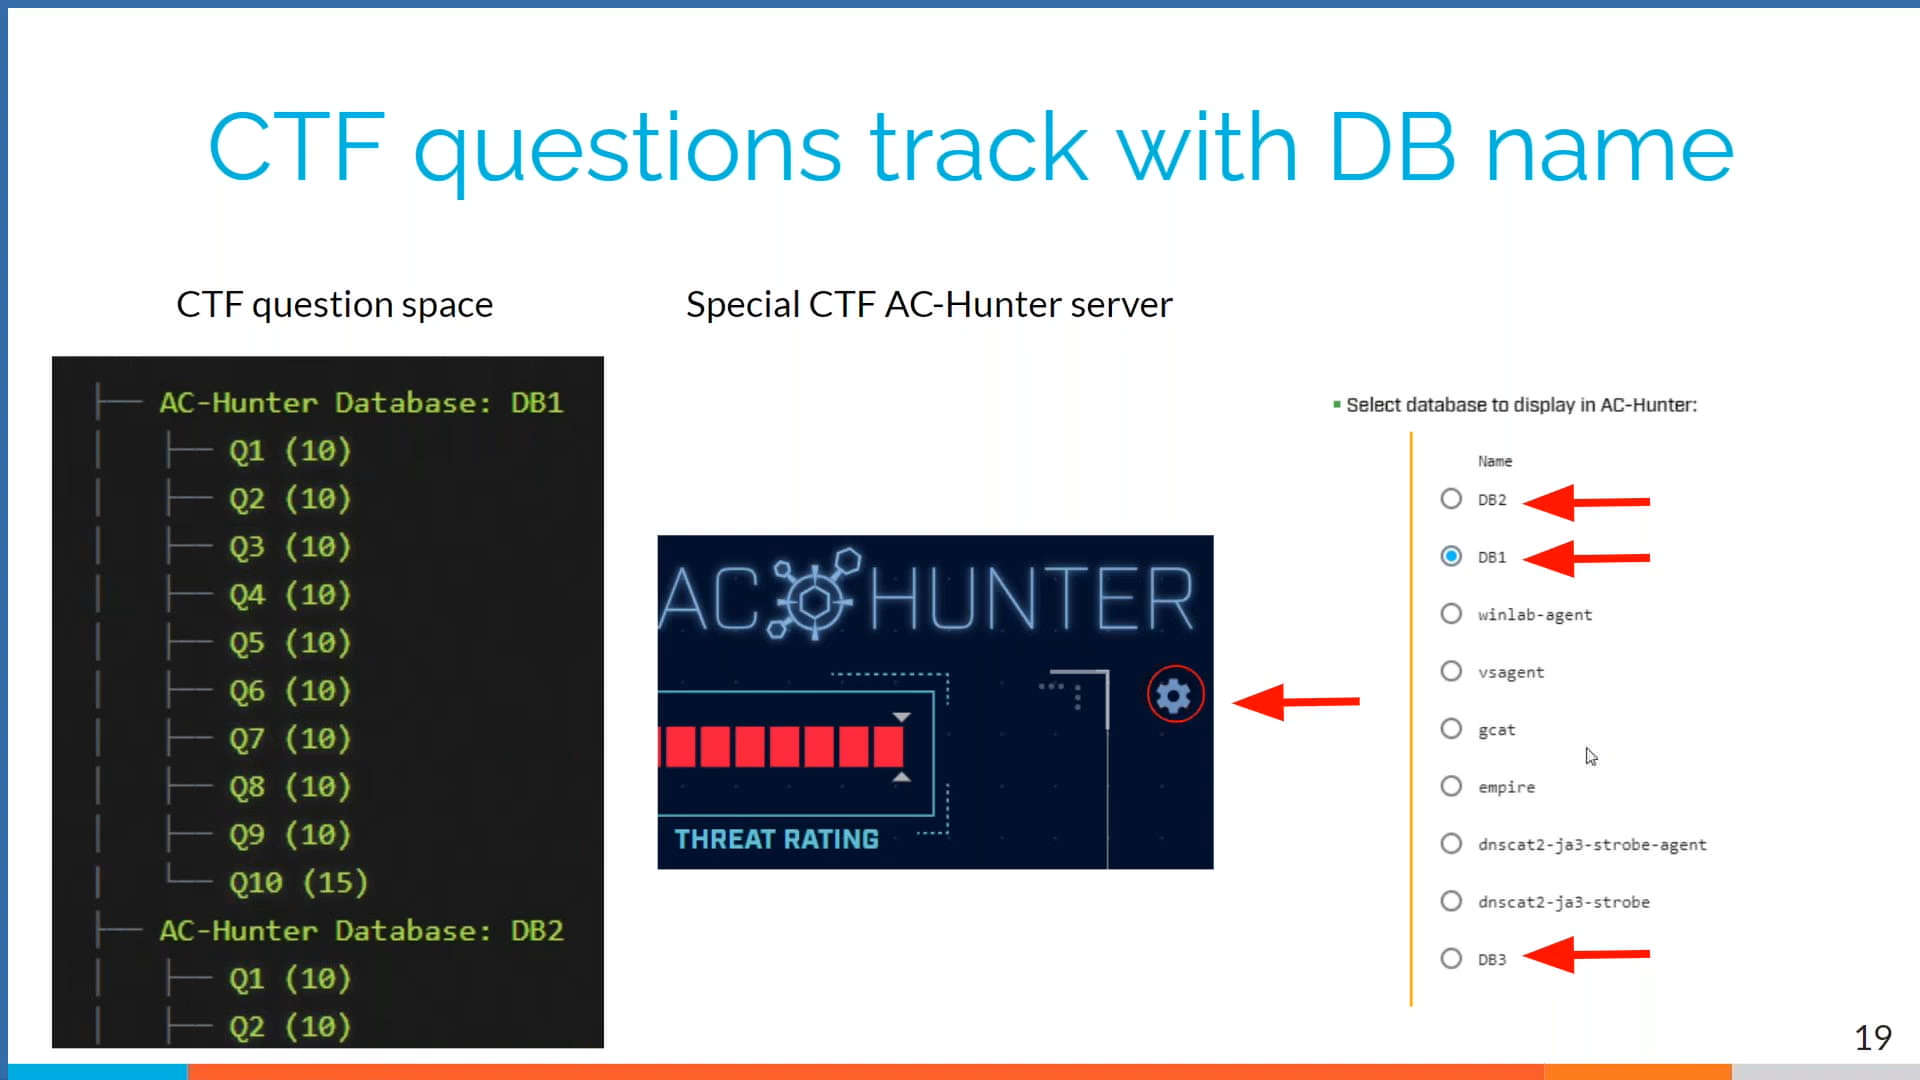 CTF questions track with DB name
CTF question space
├── AC-Hunter Database: DB1
│   ├── Q1 (10)
│   ├── Q2 (10)
│   ├── Q3 (10)
│   ├── Q4 (10)
│   ├── Q5 (10)
│   ├── Q6 (10)
│   ├── Q7 (10)
│   ├── Q8 (10)
│   ├── Q9 (10)
│   └── Q10 (15)
├── AC-Hunter Database: DB2
│   ├── Q1 (10)
│   ├── Q2 (10)
Special CTF AC-Hunter server
AC HUNTER
THREAT RATING
Select database to display in AC-Hunter:
Name
DB2
DB1
winlab-agent
vsagent
gcat
empire
dnscat2-ja3-strobe-agent
dnscat2-ja3-strobe
DB3
19